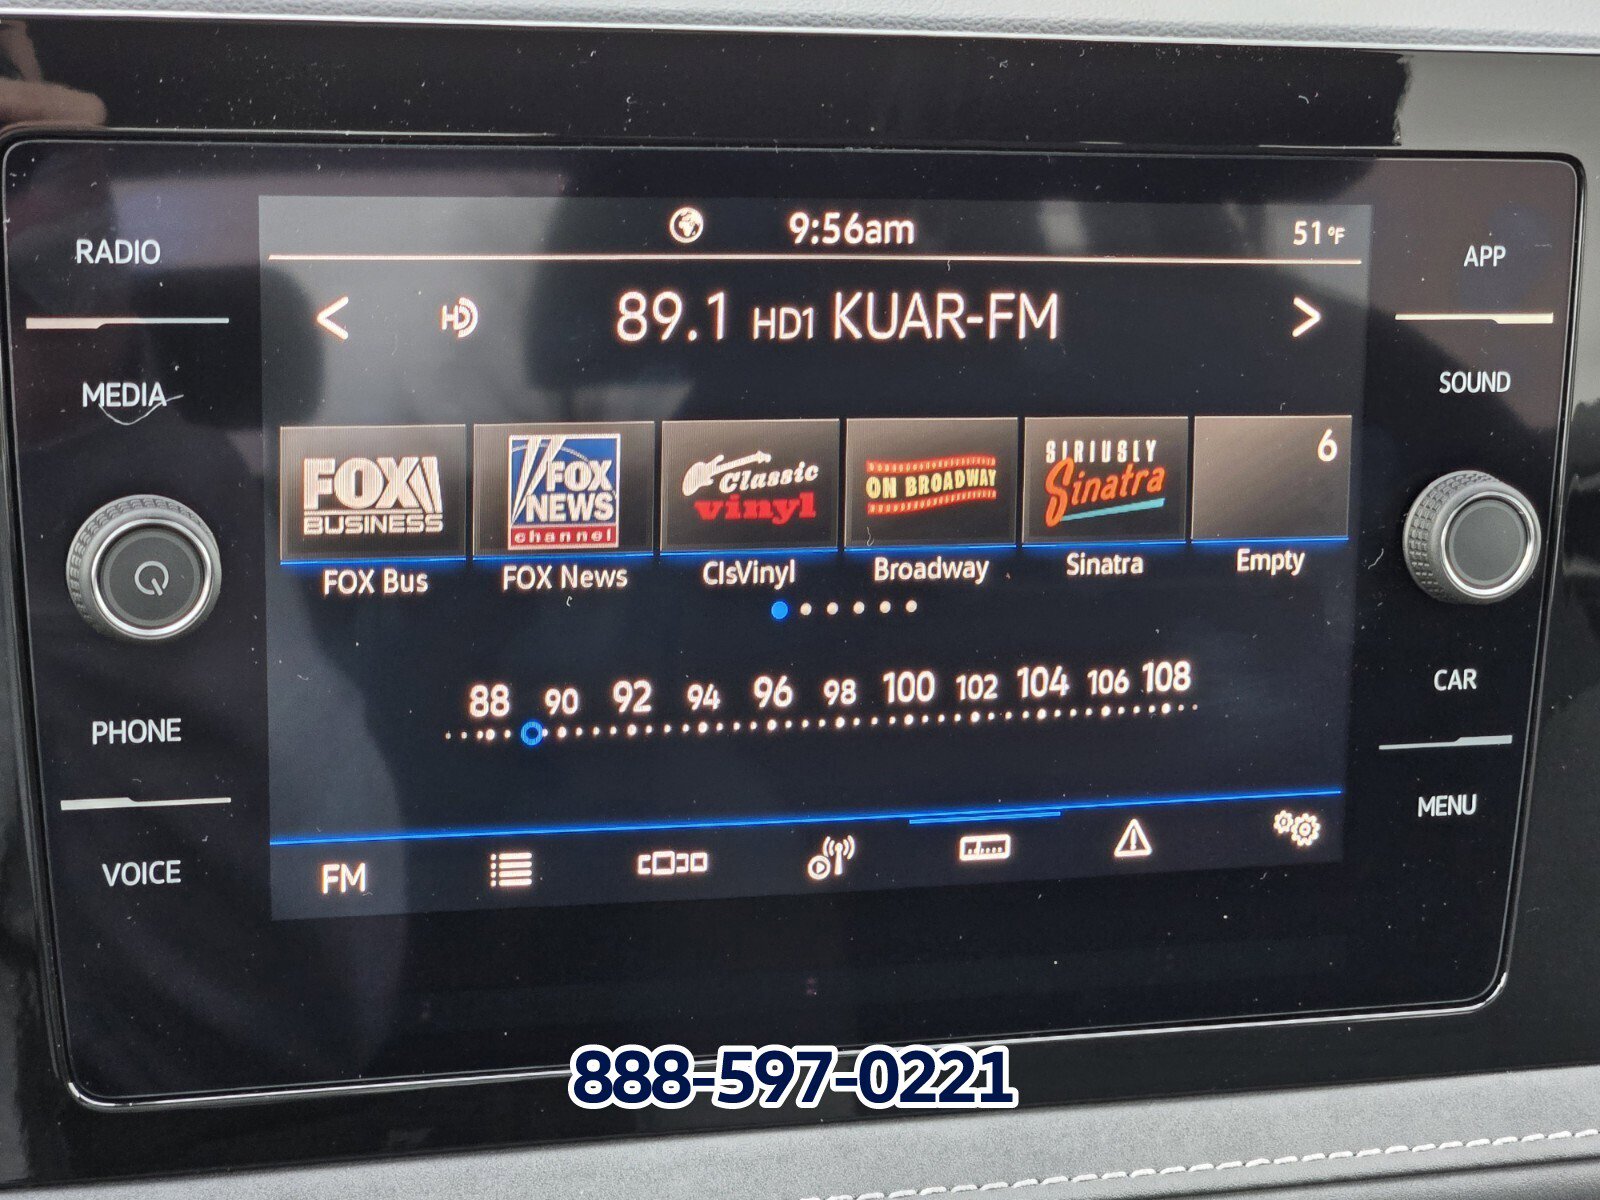 9:56am
51°F
RADIO
APP
< HD 89.1 HD1 KUAR-FM >
MEDIA
SOUND
FOX
BUSINESS
FOX
NEWS
channel
Classic
vinyl
ON BROADWAY
SIRIUSLY
Sinatra
6
FOX Bus
FOX News
ClsVinyl
Broadway
Sinatra
Empty
88 90 92 94 96 98 100 102 104 106 108
PHONE
CAR
VOICE
MENU
FM
888-597-0221